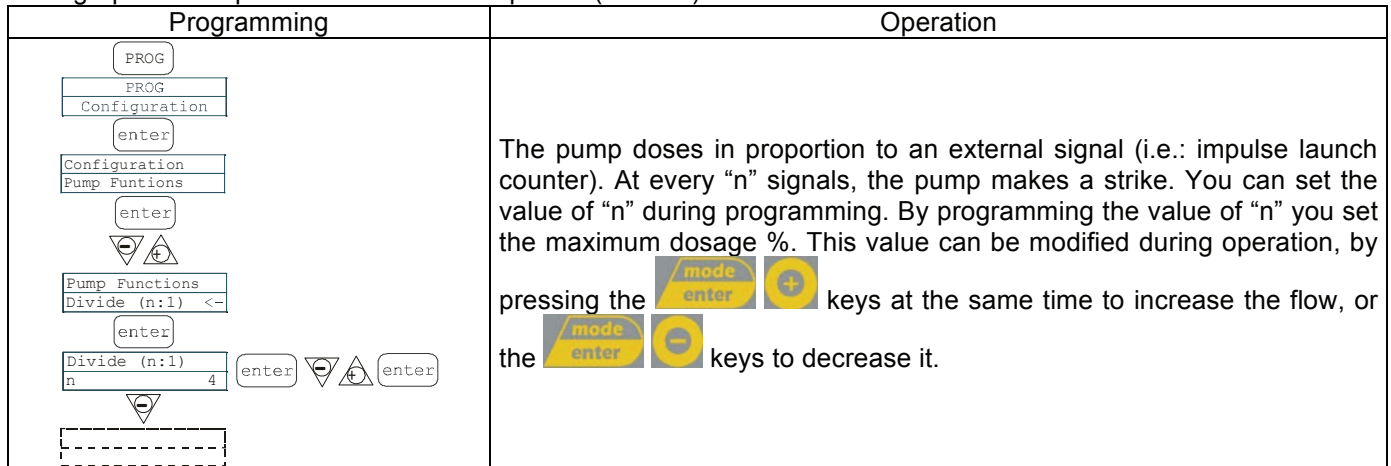 Programming
Operation
PROG
PROG
Configuration
enter
Configuration
Pump Funtions
enter
- +
Pump Functions
Divide (n:1) <-
enter
Divide (n:1)
n 4
enter - + enter
-
The pump doses in proportion to an external signal (i.e.: impulse launch
counter). At every “n” signals, the pump makes a strike. You can set the
value of “n” during programming. By programming the value of “n” you set
the maximum dosage %. This value can be modified during operation, by
pressing the mode enter + keys at the same time to increase the flow, or
the mode enter - keys to decrease it.